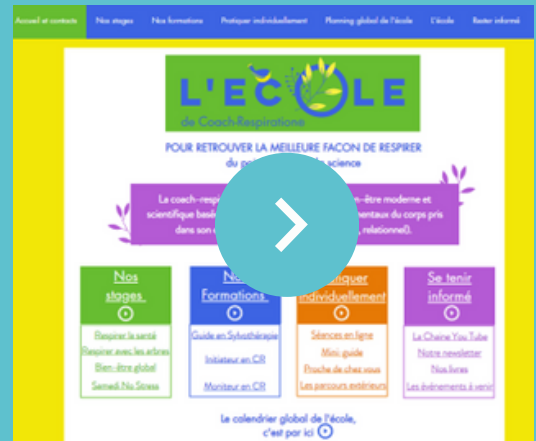 Accueil et contacts Nos stages Nos formations Pratiquer individuellement Planning global de l'école L'école Rester informé
L'ECOLE
de Coach-Respiratione
POUR RETROUVER LA MEILLEURE FACON DE RESPIRER
du science
La coach-resp -être moderne et
scientifique basé mentaux du corps pris
dans son relationnel).
Nos
stages
Respirer la santé
Respirer avec les arbres
Bien-être global
Samedi No Stress
Formations
Guide en Sylvothérapie
Initiateur en CR
Moniteur en CR
individuellement
Séances en ligne
Mini guide
Proche de chez vous
Les parcours extérieurs
Se tenir
informé
La Chaine You Tube
Notre newsletter
Nos livres
Les évènements à venir
Le calendrier global de l'école,
c'est par ici